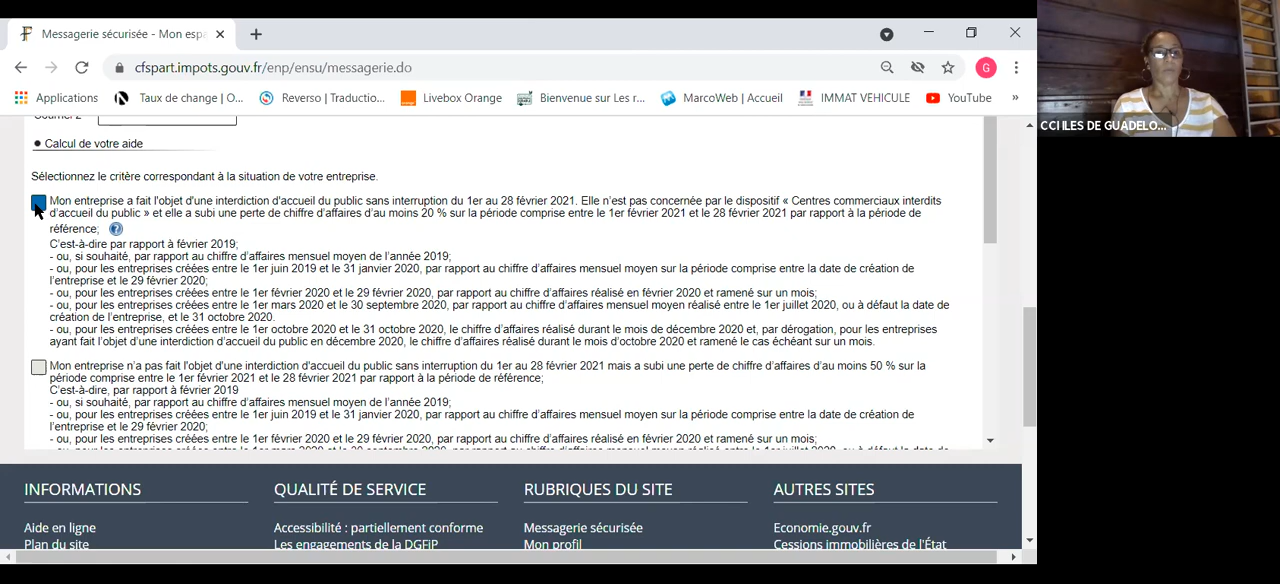 Messagerie sécurisée - Mon esp
cfspart.impots.gouv.fr/enp/ensu/messagerie.do
G
Applications
Taux de change | O...
Reverso | Traductio...
Livebox Orange
Bienvenue sur Les r...
MarcoWeb | Accueil
IMMAT VEHICULE
YouTube
»
CCI ILES DE GUADELO...
● Calcul de votre aide
Sélectionnez le critère correspondant à la situation de votre entreprise.
Mon entreprise a fait l'objet d'une interdiction d'accueil du public sans interruption du 1er au 28 février 2021. Elle n'est pas concernée par le dispositif « Centres commerciaux interdits
d'accueil du public » et elle a subi une perte de chiffre d'affaires d'au moins 20 % sur la période comprise entre le 1er février 2021 et le 28 février 2021 par rapport à la période de
référence; ?
C'est-à-dire par rapport à février 2019;
- ou, si souhaité, par rapport au chiffre d'affaires mensuel moyen de l'année 2019;
- ou, pour les entreprises créées entre le 1er juin 2019 et le 31 janvier 2020, par rapport au chiffre d'affaires mensuel moyen sur la période comprise entre la date de création de
l'entreprise et le 29 février 2020;
- ou, pour les entreprises créées entre le 1er février 2020 et le 29 février 2020, par rapport au chiffre d'affaires réalisé en février 2020 et ramené sur un mois;
- ou, pour les entreprises créées entre le 1er mars 2020 et le 30 septembre 2020, par rapport au chiffre d'affaires mensuel moyen réalisé entre le 1er juillet 2020, ou à défaut la date de
création de l'entreprise, et le 31 octobre 2020.
- ou, pour les entreprises créées entre le 1er octobre 2020 et le 31 octobre 2020, le chiffre d'affaires réalisé durant le mois de décembre 2020 et, par dérogation, pour les entreprises
ayant fait l'objet d'une interdiction d'accueil du public en décembre 2020, le chiffre d'affaires réalisé durant le mois d'octobre 2020 et ramené le cas échéant sur un mois.
Mon entreprise n'a pas fait l'objet d'une interdiction d'accueil du public sans interruption du 1er au 28 février 2021 mais a subi une perte de chiffre d'affaires d'au moins 50 % sur la
période comprise entre le 1er février 2021 et le 28 février 2021 par rapport à la période de référence;
C'est-à-dire, par rapport à février 2019
- ou, si souhaité, par rapport au chiffre d'affaires mensuel moyen de l'année 2019;
- ou, pour les entreprises créées entre le 1er juin 2019 et le 31 janvier 2020, par rapport au chiffre d'affaires mensuel moyen sur la période comprise entre la date de création de
l'entreprise et le 29 février 2020;
- ou, pour les entreprises créées entre le 1er février 2020 et le 29 février 2020, par rapport au chiffre d'affaires réalisé en février 2020 et ramené sur un mois;
INFORMATIONS
QUALITÉ DE SERVICE
RUBRIQUES DU SITE
AUTRES SITES
Aide en ligne
Accessibilité : partiellement conforme
Messagerie sécurisée
Economie.gouv.fr
Plan du site
Les engagements de la DGFiP
Mon profil
Cessions immobilières de l'État